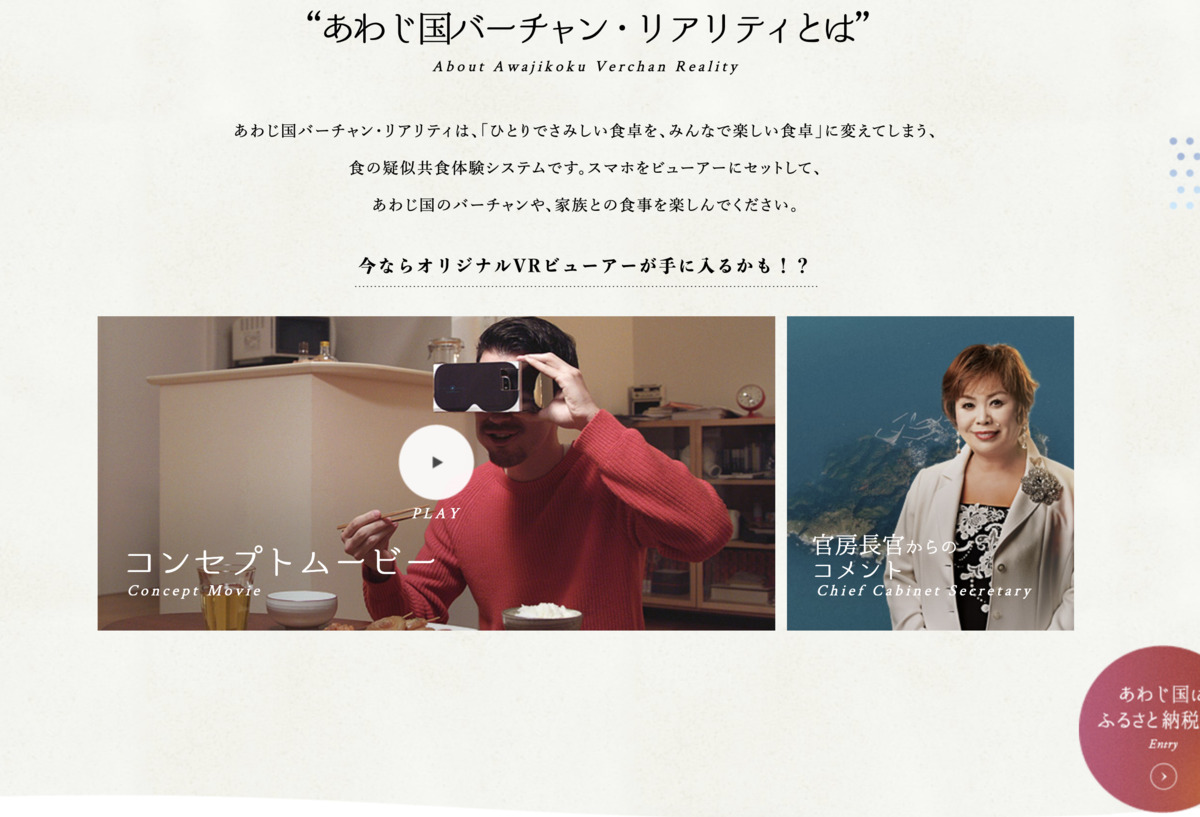 “あわじ国バーチャン・リアリティとは”
About Awajikoku Verchan Reality
あわじ国バーチャン・リアリティは、「ひとりでさみしい食卓を、みんなで楽しい食卓」に変えてしまう、
食の疑似共食体験システムです。スマホをビューアーにセットして、
あわじ国のバーチャンや、家族との食事を楽しんでください。
今ならオリジナルVRビューアーが手に入るかも！？
PLAY
コンセプトムービー
Concept Movie
官房長官からの
コメント
Chief Cabinet Secretary
あわじ国に
ふるさと納税
Entry